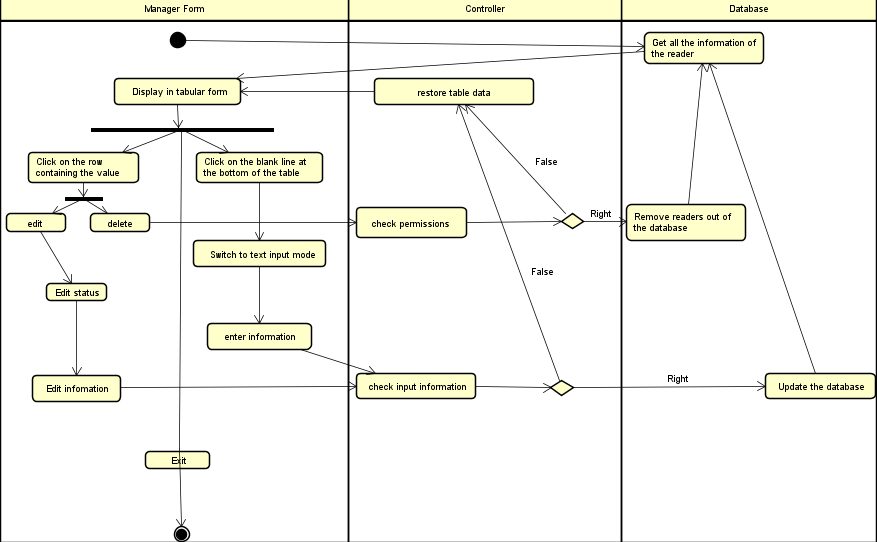 Manager Form
Controller
Database
Get all the information of
the reader
Display in tabular form
restore table data
Click on the row
containing the value
Click on the blank line at
the bottom of the table
False
edit
delete
check permissions
Right
Remove readers out of
the database
Switch to text input mode
False
Edit status
enter information
Edit infomation
check input information
Right
Update the database
Exit